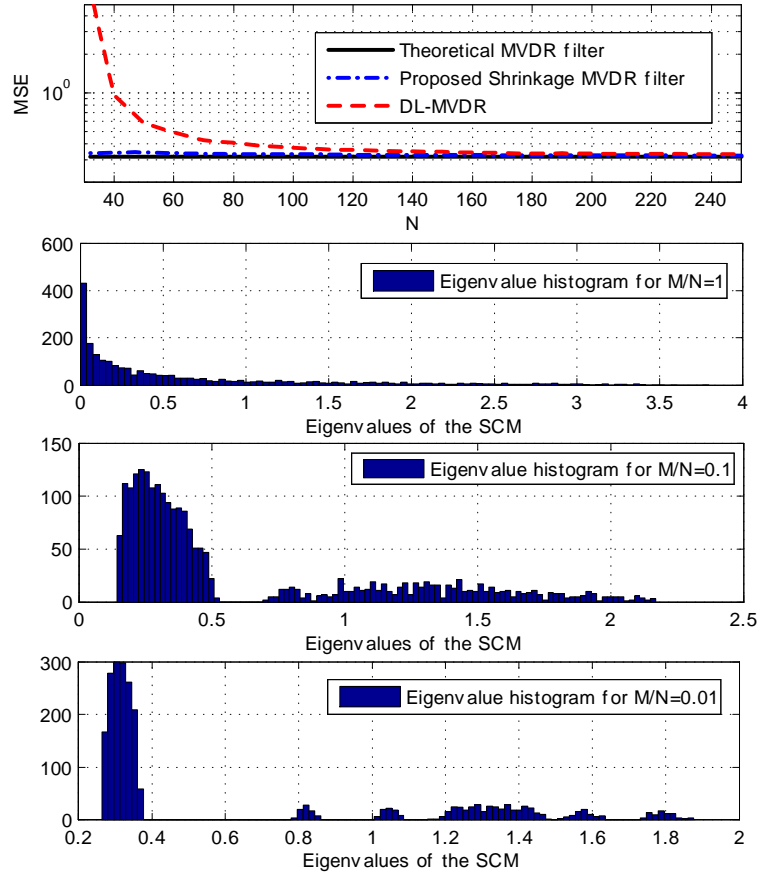 MSE
10^0
Theoretical MVDR filter
Proposed Shrinkage MVDR filter
DL-MVDR
40 60 80 100 120 140 160 180 200 220 240
N
600
400
200
0
Eigenvalue histogram for M/N=1
0 0.5 1 1.5 2 2.5 3 3.5 4
Eigenvalues of the SCM
150
100
50
0
Eigenvalue histogram for M/N=0.1
0 0.5 1 1.5 2 2.5
Eigenvalues of the SCM
300
200
100
0
Eigenvalue histogram for M/N=0.01
0.2 0.4 0.6 0.8 1 1.2 1.4 1.6 1.8 2
Eigenvalues of the SCM